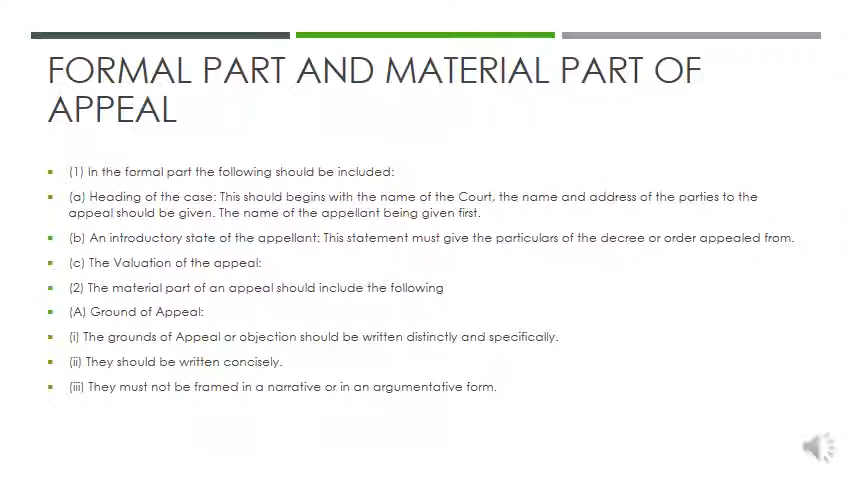 FORMAL PART AND MATERIAL PART OF
APPEAL
(1) In the formal part the following should be included:
(a) Heading of the case: This should begins with the name of the Court, the name and address of the parties to the
appeal should be given. The name of the appellant being given first.
(b) An introductory state of the appellant: This statement must give the particulars of the decree or order appealed from.
(c) The Valuation of the appeal:
(2) The material part of an appeal should include the following
(A) Ground of Appeal:
(i) The grounds of Appeal or objection should be written distinctly and specifically.
(ii) They should be written concisely.
(iii) They must not be framed in a narrative or in an argumentative form.